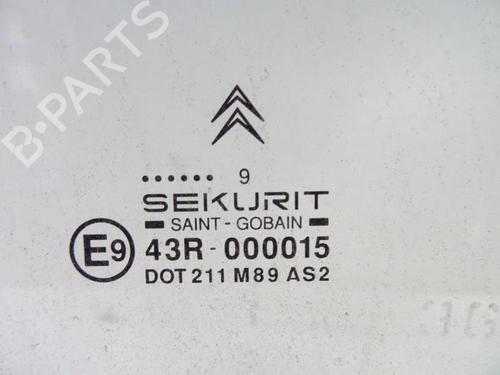 B-PARTS
...... 9
SEKURIT
SAINT - GOBAIN
E9 43R - 000015
DOT 211 M89 AS2